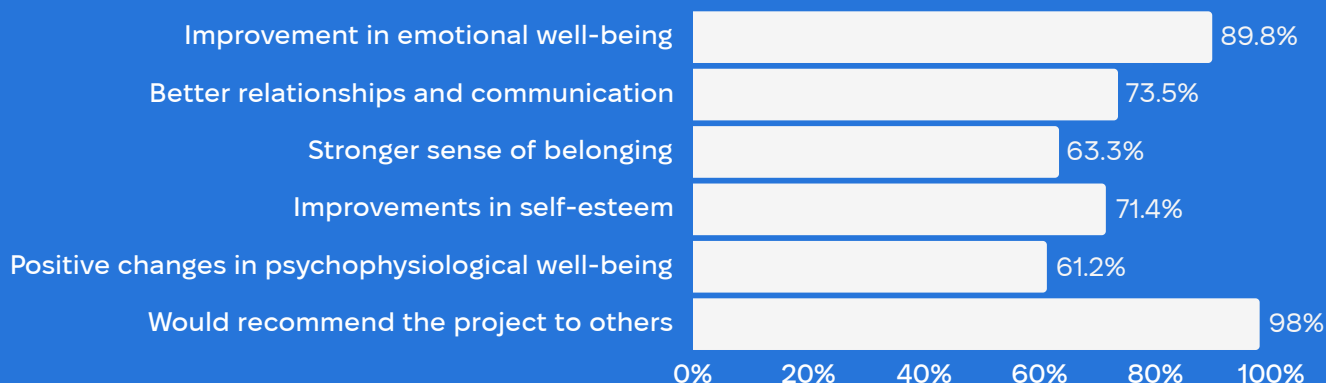 Improvement in emotional well-being 89.8%
Better relationships and communication 73.5%
Stronger sense of belonging 63.3%
Improvements in self-esteem 71.4%
Positive changes in psychophysiological well-being 61.2%
Would recommend the project to others 98%
0% 20% 40% 60% 80% 100%